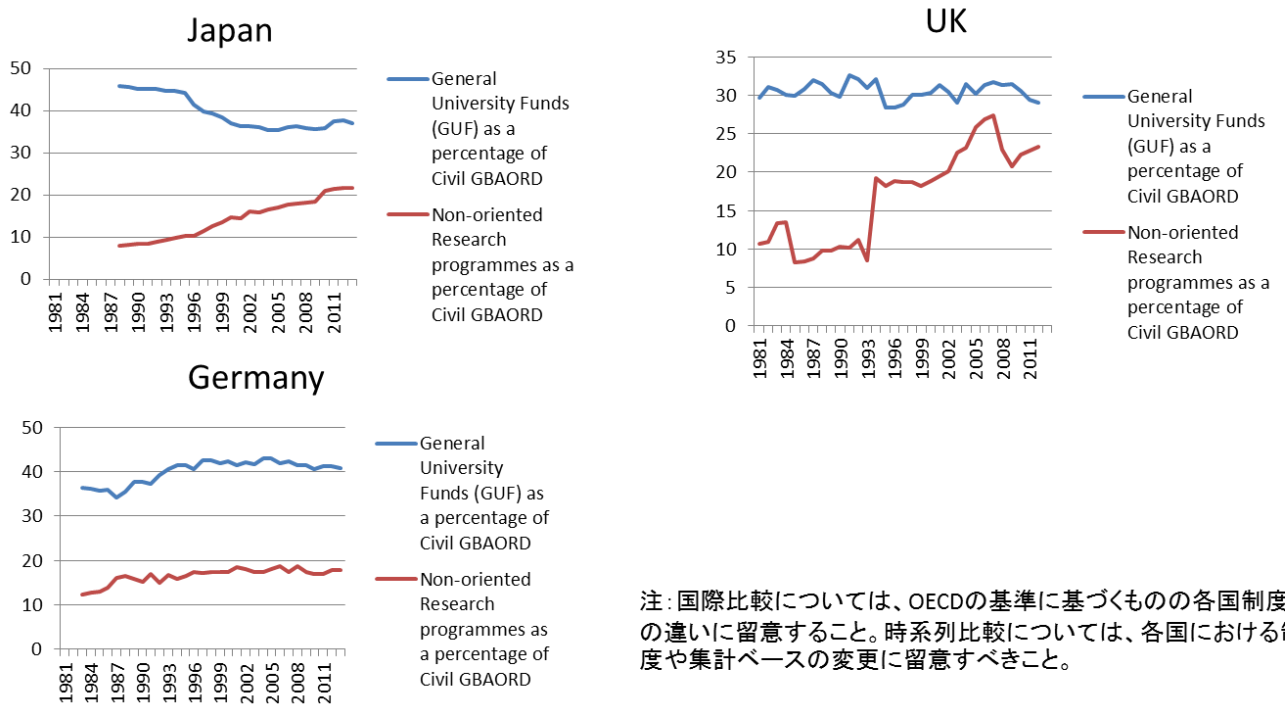 Japan
50
40
30
20
10
0
1981
1984
1987
1990
1993
1996
1999
2002
2005
2008
2011
General
University Funds
(GUF) as a
percentage of
Civil GBAORD
Non-oriented
Research
programmes as a
percentage of
Civil GBAORD
UK
35
30
25
20
15
10
5
0
1981
1984
1987
1990
1993
1996
1999
2002
2005
2008
2011
General
University Funds
(GUF) as a
percentage of
Civil GBAORD
Non-oriented
Research
programmes as a
percentage of
Civil GBAORD
Germany
50
40
30
20
10
0
1981
1984
1987
1990
1993
1996
1999
2002
2005
2008
2011
General
University
Funds (GUF) as
a percentage of
Civil GBAORD
Non-oriented
Research
programmes as
a percentage of
Civil GBAORD
注：国際比較については、OECDの基準に基づくものの各国制度
の違いに留意すること。時系列比較については、各国における
度や集計ベースの変更に留意すべきこと。